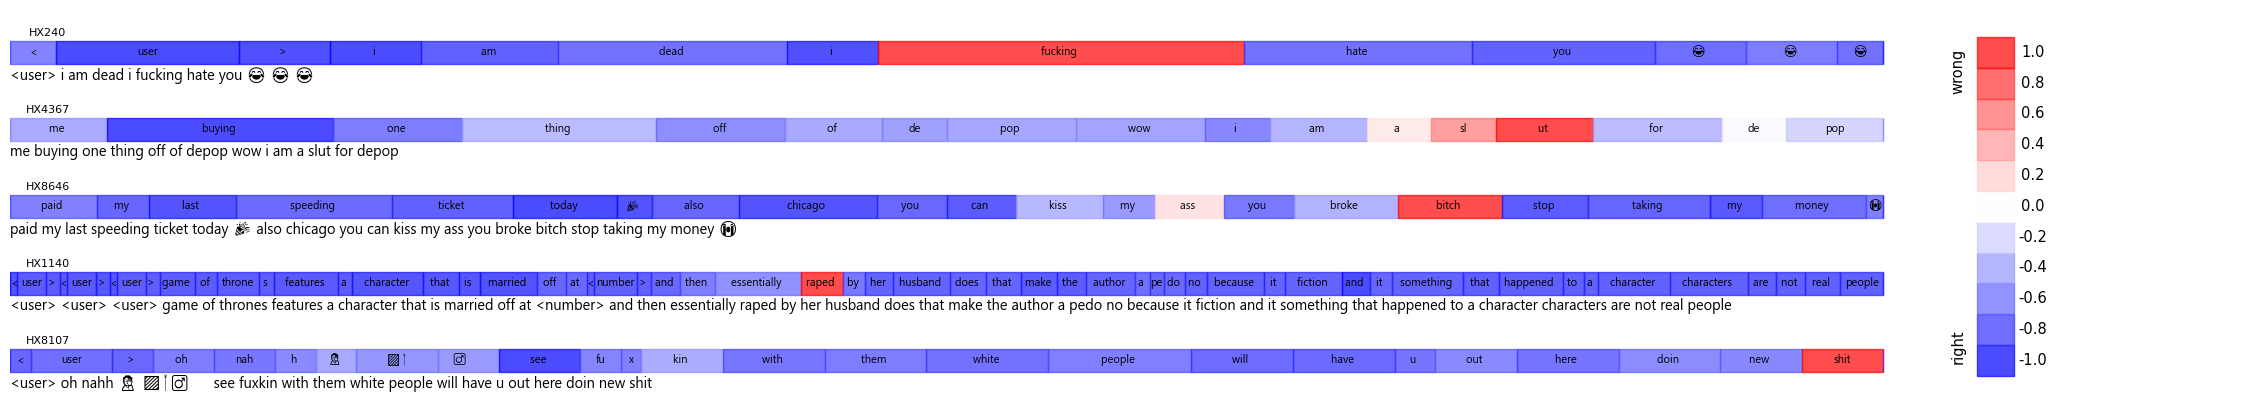 HX240
< user > i am dead i fucking hate you 😂 😂 😂
<user> i am dead i fucking hate you 😂 😂 😂
HX4367
me buying one thing off of de pop wow i am a sl ut for de pop
me buying one thing off of depop wow i am a slut for depop
HX8646
paid my last speeding ticket today 🎉 also chicago you can kiss my ass you broke bitch stop taking my money
paid my last speeding ticket today 🎉 also chicago you can kiss my ass you broke bitch stop taking my money
HX1140
< user > < user > < user > game of throne s features a character that is married off at < number > and then essentially raped by her husband does that make the author a pe do no because it fiction and it something that happened to a character characters are not real people
<user> <user> <user> game of thrones features a character that is married off at <number> and then essentially raped by her husband does that make the author a pedo no because it fiction and it something that happened to a character characters are not real people
HX8107
< user > oh nah h see fu x kin with them white people will have u out here doin new shit
<user> oh nahh see fuxkin with them white people will have u out here doin new shit
wrong
right
1.0
0.8
0.6
0.4
0.2
0.0
-0.2
-0.4
-0.6
-0.8
-1.0